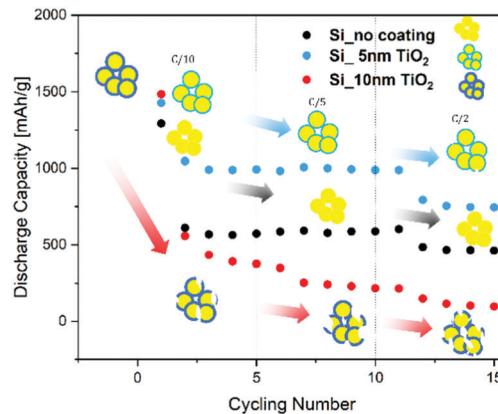 2000
1500
1000
500
0
Discharge Capacity [mAh/g]
Si_no coating
Si_ 5nm TiO₂
Si_10nm TiO₂
C/10
C/5
C/2
0
5
10
15
Cycling Number